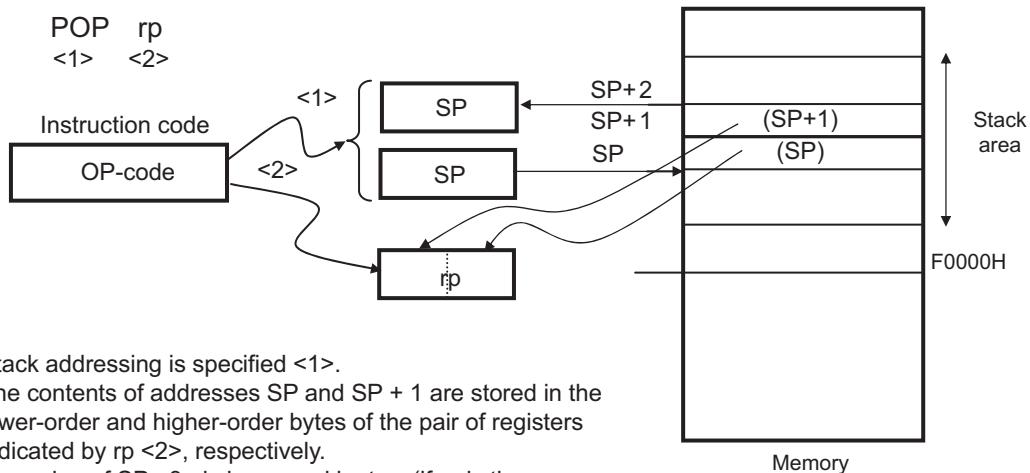 POP rp
<1> <2>
Instruction code
OP-code
<1>
<2>
SP
SP
rp
SP+2
SP+1
SP
(SP+1)
(SP)
Stack
area
F0000H
Memory
tack addressing is specified <1>.
he contents of addresses SP and SP + 1 are stored in the
wer-order and higher-order bytes of the pair of registers
dicated by rp <2>, respectively.